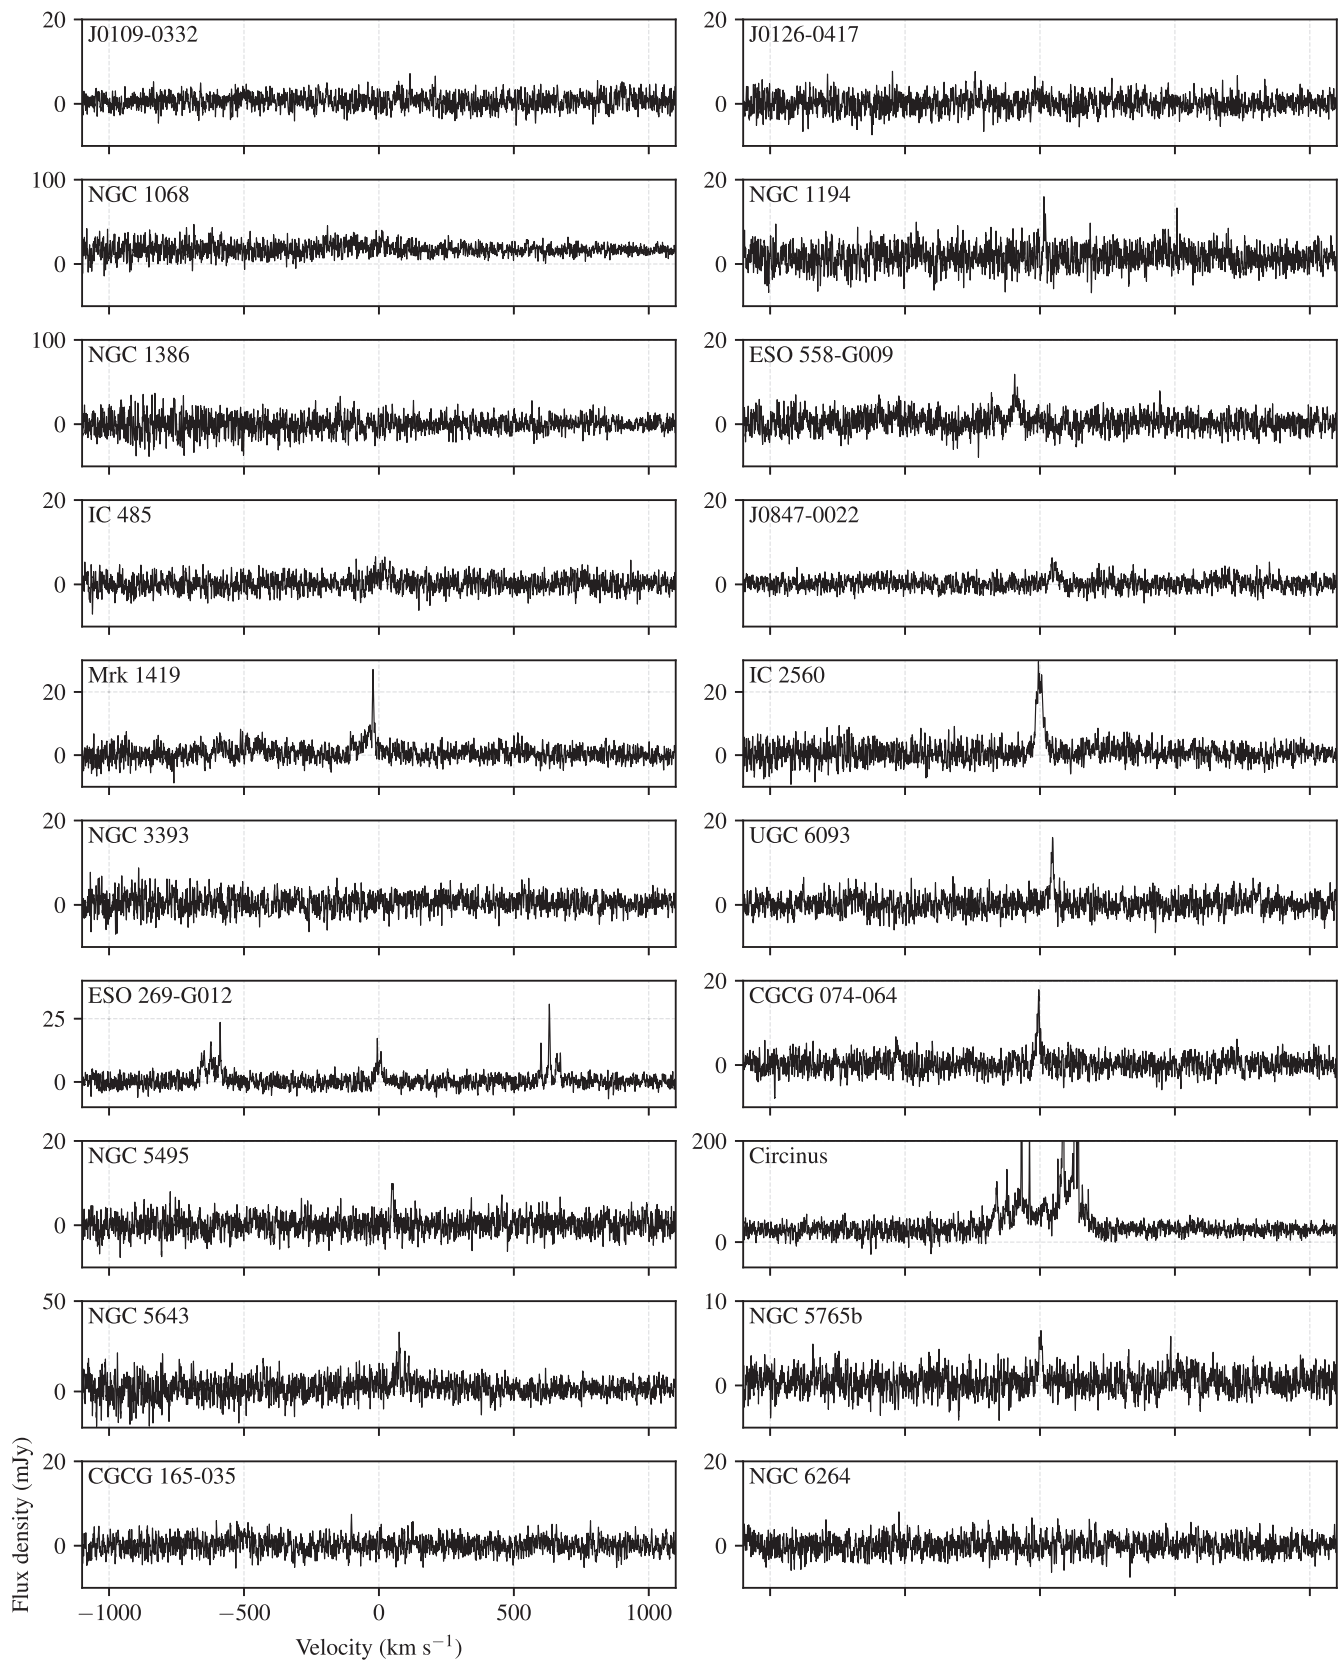 20
0
J0109-0332
20
0
J0126-0417
100
0
NGC 1068
20
0
NGC 1194
100
0
NGC 1386
20
0
ESO 558-G009
20
0
IC 485
20
0
J0847-0022
20
0
Mrk 1419
20
0
IC 2560
20
0
NGC 3393
20
0
UGC 6093
25
0
ESO 269-G012
20
0
CGCG 074-064
20
0
NGC 5495
200
0
Circinus
50
0
NGC 5643
10
0
NGC 5765b
20
0
CGCG 165-035
20
0
NGC 6264
Flux density (mJy)
−1000 −500 0 500 1000
Velocity (km s⁻¹)